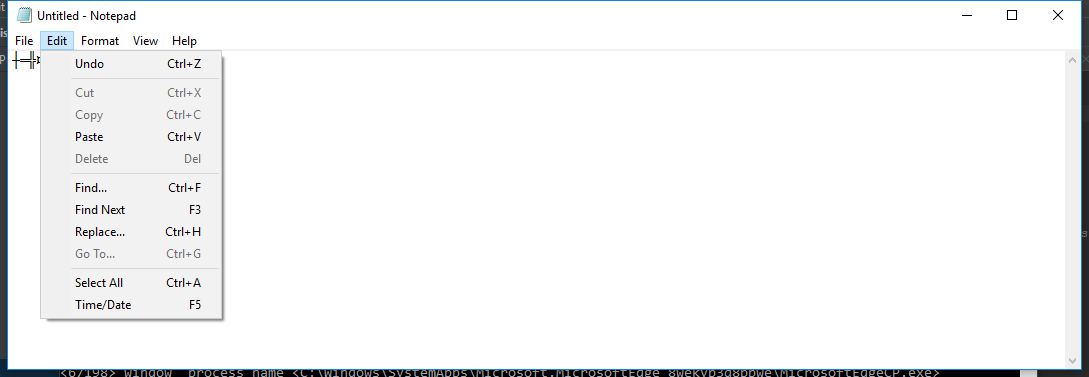 Untitled - Notepad
File Edit Format View Help
┼═╬
Undo Ctrl+Z
Cut Ctrl+X
Copy Ctrl+C
Paste Ctrl+V
Delete Del
Find... Ctrl+F
Find Next F3
Replace... Ctrl+H
Go To... Ctrl+G
Select All Ctrl+A
Time/Date F5
<6/198> window process name <C:\Windows\SystemApps\Microsoft.MicrosoftEdge_8wekyb3d8bbwe\MicrosoftEdgeCP.exe>